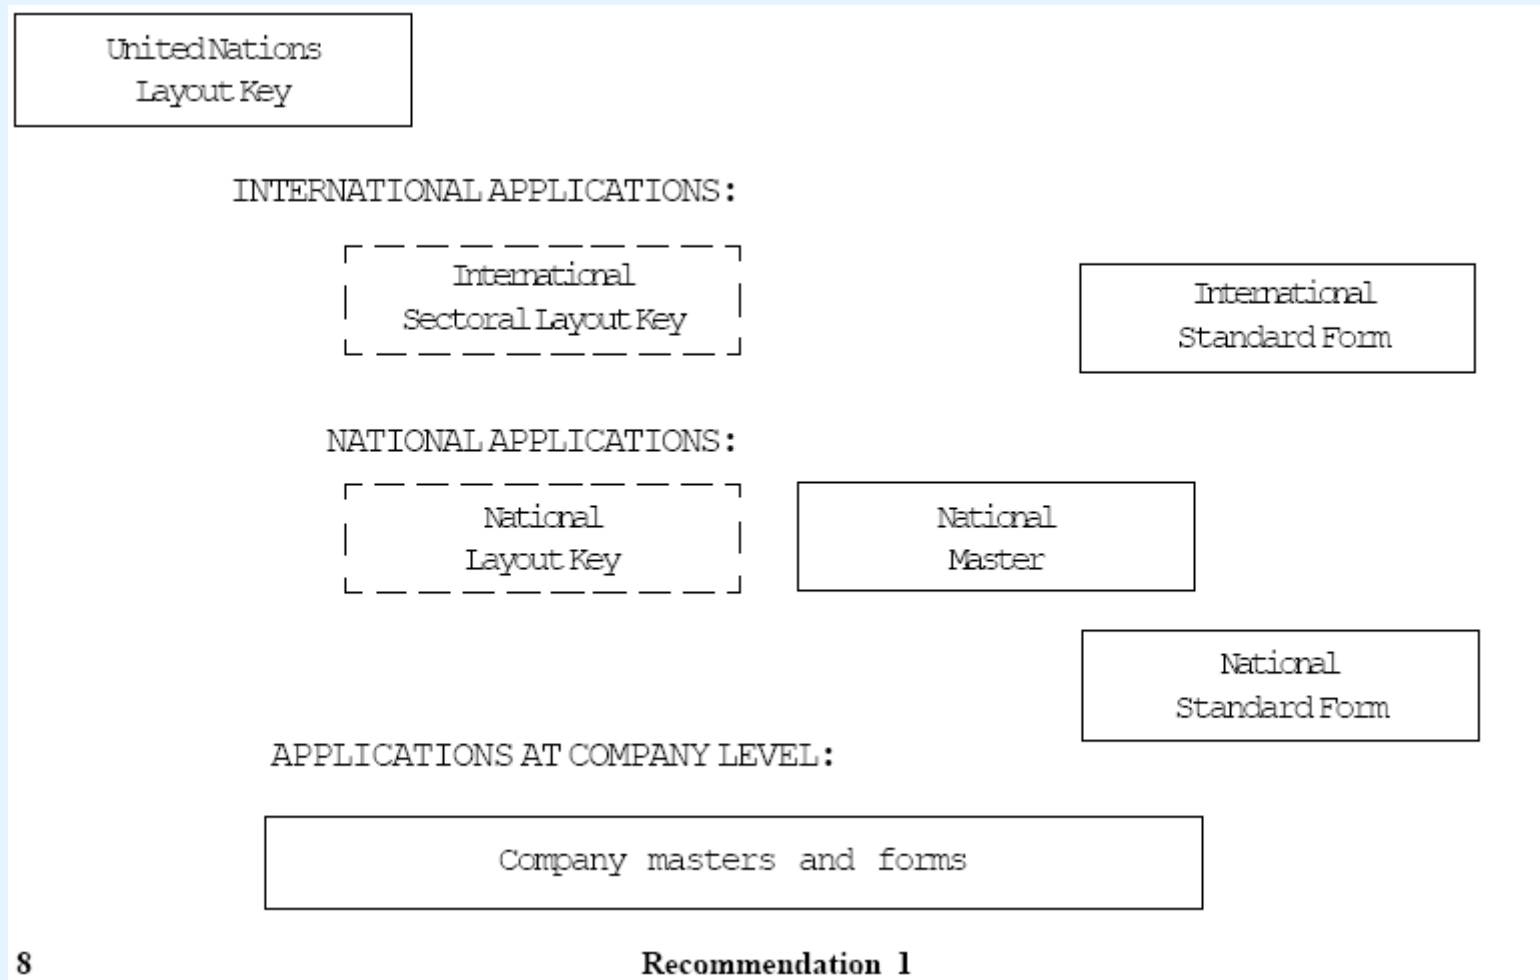 United Nations
Layout Key
INTERNATIONAL APPLICATIONS:
International
Sectoral Layout Key
International
Standard Form
NATIONAL APPLICATIONS:
National
Layout Key
National
Master
National
Standard Form
APPLICATIONS AT COMPANY LEVEL:
Company masters and forms
8
Recommendation 1